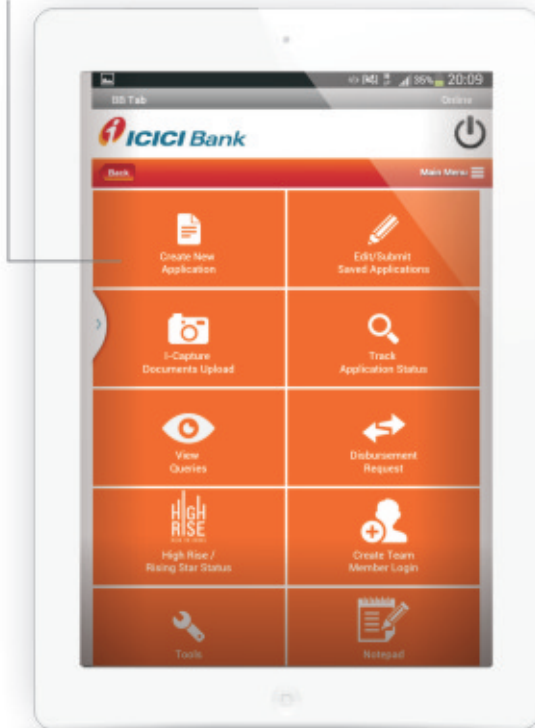 35% 20:09
BB Tab Online
i ICICI Bank
Back Main Menu
Create New
Application
Edit/Submit
Saved Applications
I-Capture
Documents Upload
Track
Application Status
View
Queries
Disbursement
Request
HIGH
RISE
High Rise /
Rising Star Status
Create Team
Member Login
Tools
Notepad